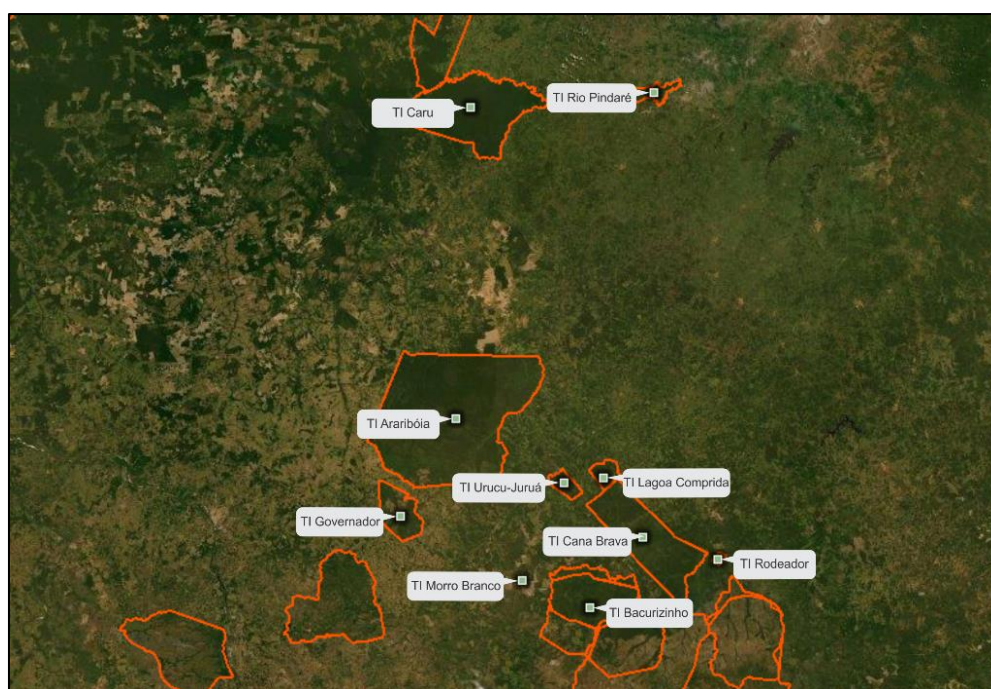 TI Rio Pindaré
TI Caru
TI Araribóia
TI Urucu-Juruá
TI Lagoa Comprida
TI Governador
TI Cana Brava
TI Rodeador
TI Morro Branco
TI Bacurizinho